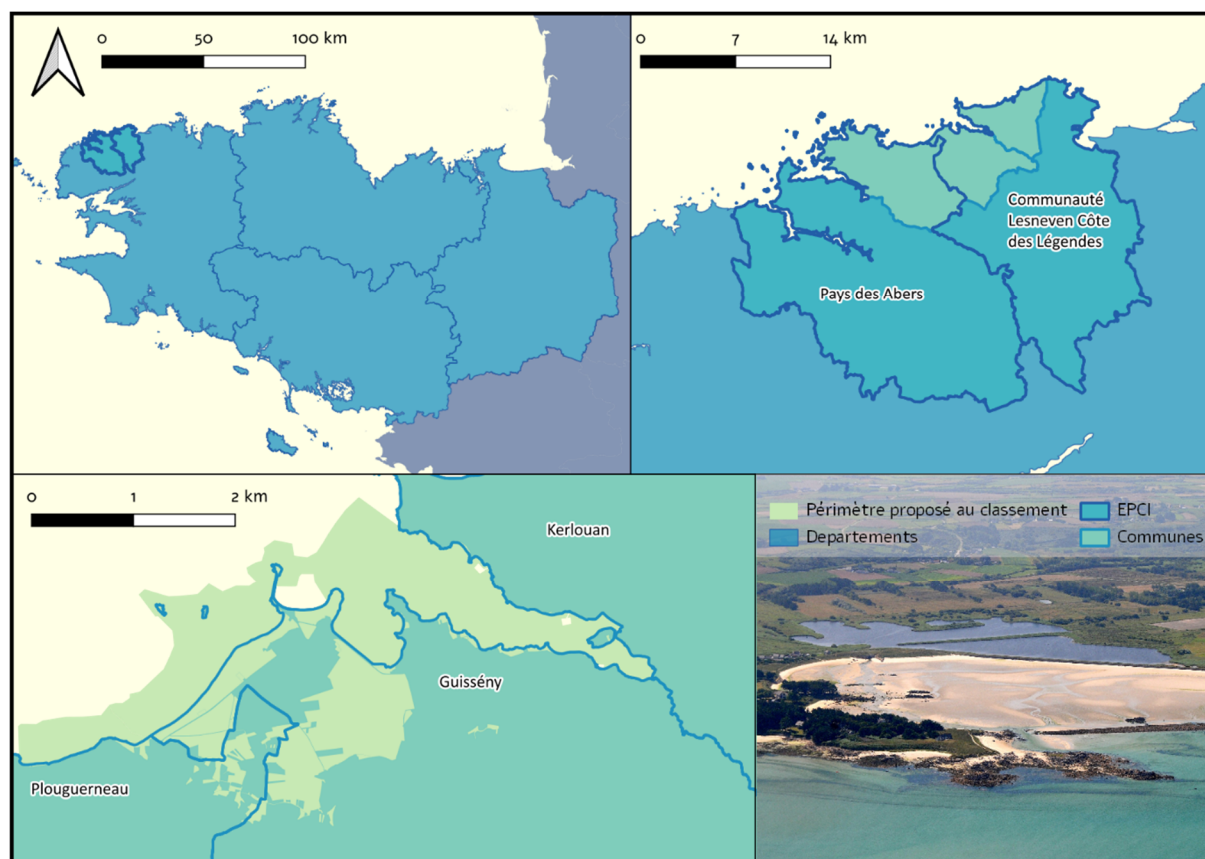 0 50 100 km
0 7 14 km
Communauté
Lesneven Côte
des Légendes
Pays des Abers
0 1 2 km
Kerlouan
Guissény
Plouguerneau
Périmètre proposé au classement
EPCI
Departements
Communes